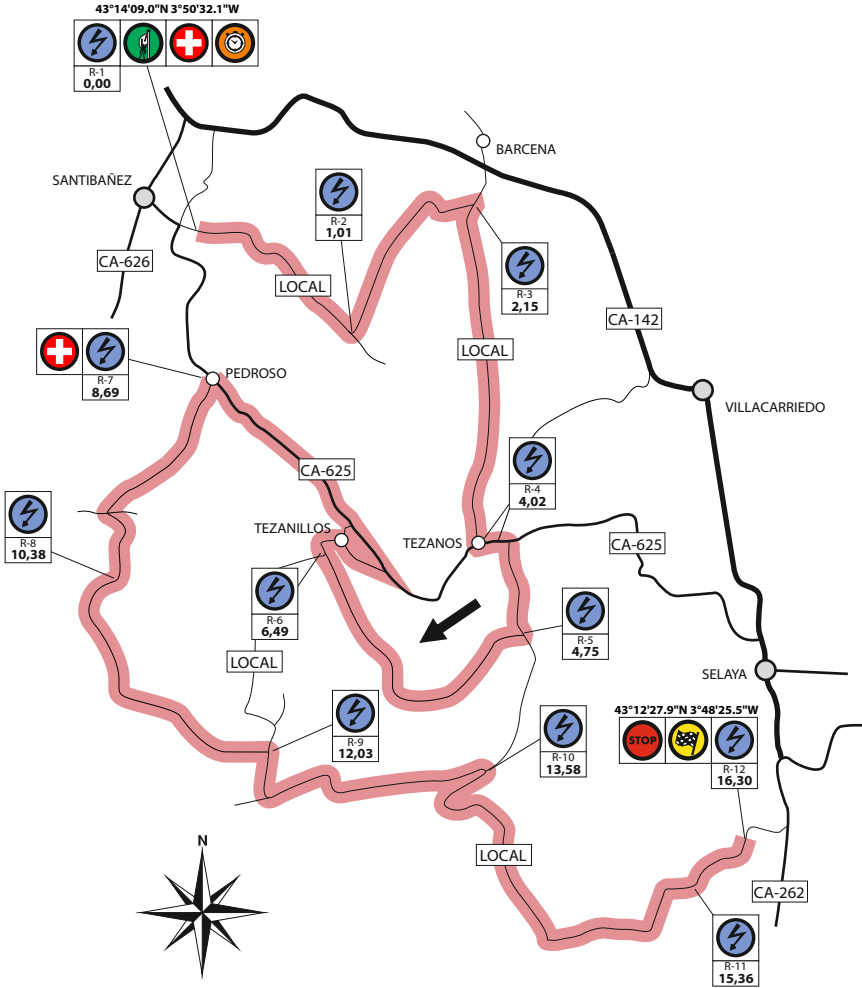 43°14'09.0"N 3°50'32.1"W
R-1
0,00
BARCENA
SANTIBAÑEZ
R-2
1,01
CA-626
LOCAL
R-3
2,15
CA-142
LOCAL
R-7
8,69
PEDROSO
VILLACARRIEDO
CA-625
R-4
4,02
R-8
10,38
TEZANILLOS
TEZANOS
CA-625
R-6
6,49
R-5
4,75
LOCAL
SELAYA
43°12'27.9"N 3°48'25.5"W
R-9
12,03
R-10
13,58
STOP
R-12
16,30
N
LOCAL
CA-262
R-11
15,36